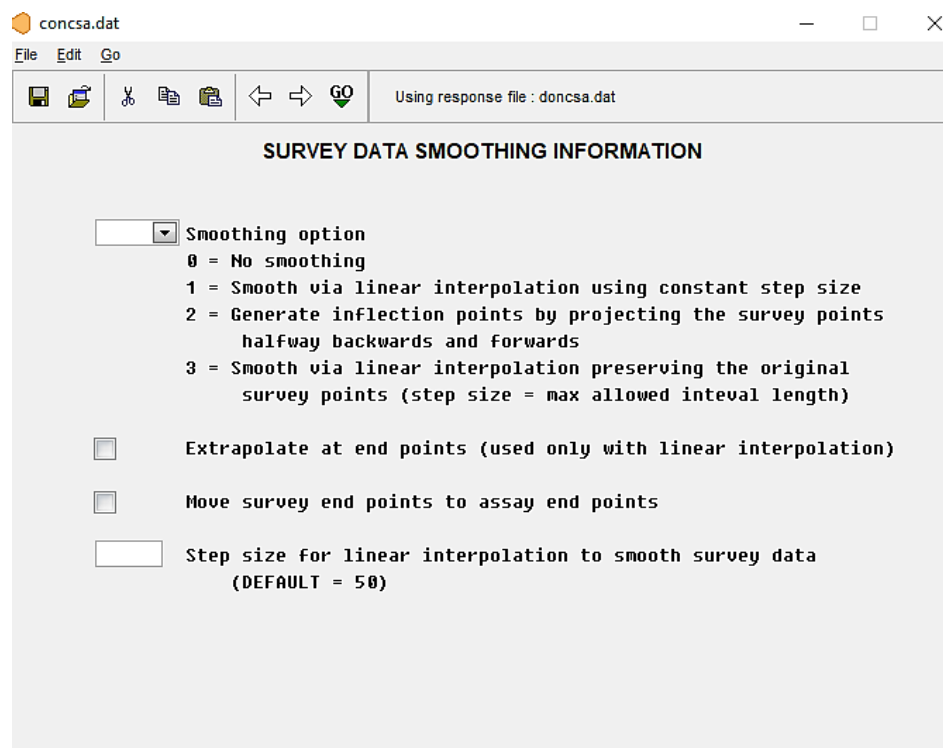 concsa.dat
File Edit Go
GO
Using response file : doncsa.dat
SURVEY DATA SMOOTHING INFORMATION
Smoothing option
0 = No smoothing
1 = Smooth via linear interpolation using constant step size
2 = Generate inflection points by projecting the survey points
halfway backwards and forwards
3 = Smooth via linear interpolation preserving the original
survey points (step size = max allowed inteval length)
Extrapolate at end points (used only with linear interpolation)
Move survey end points to assay end points
Step size for linear interpolation to smooth survey data
(DEFAULT = 50)